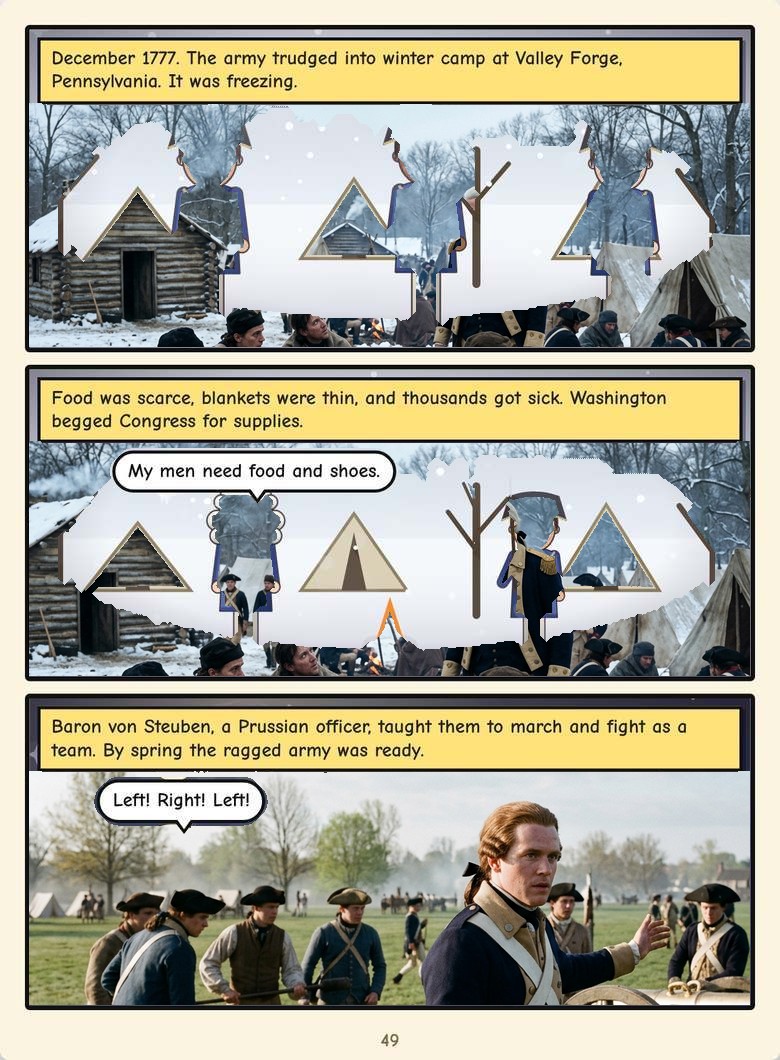 December 1777. The army trudged into winter camp at Valley Forge,
Pennsylvania. It was freezing.
Food was scarce, blankets were thin, and thousands got sick. Washington
begged Congress for supplies.
My men need food and shoes.
Baron von Steuben, a Prussian officer, taught them to march and fight as a
team. By spring the ragged army was ready.
Left! Right! Left!
49